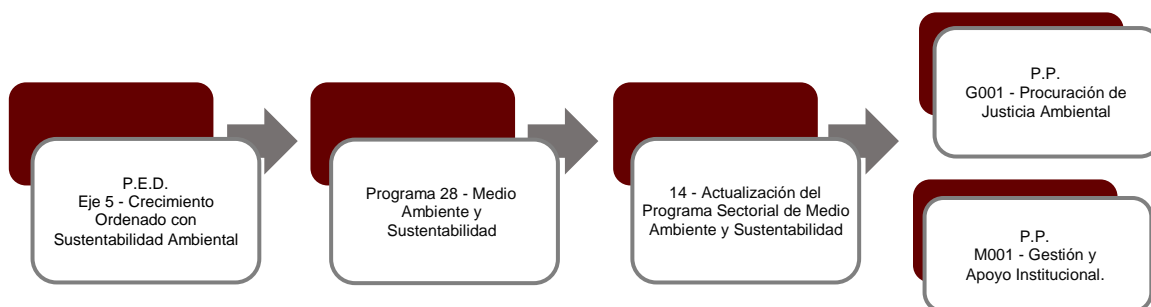 P.E.D.
Eje 5 - Crecimiento
Ordenado con
Sustentabilidad Ambiental
Programa 28 - Medio
Ambiente y
Sustentabilidad
14 - Actualización del
Programa Sectorial de Medio
Ambiente y Sustentabilidad
P.P.
G001 - Procuración de
Justicia Ambiental
P.P.
M001 - Gestión y
Apoyo Institucional.